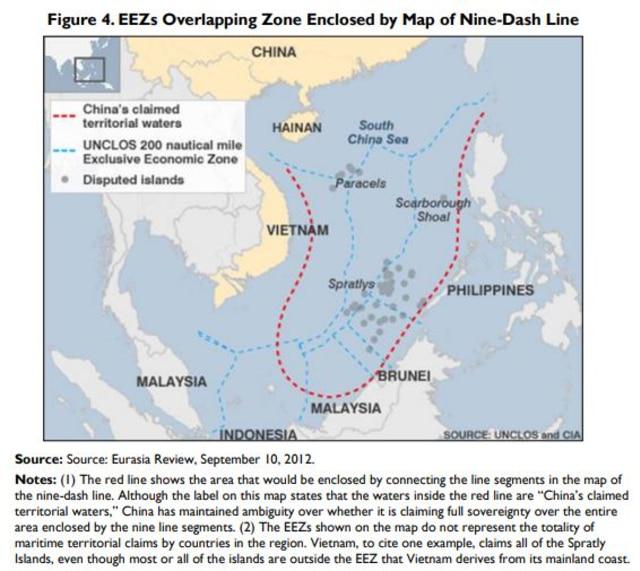 Figure 4. EEZs Overlapping Zone Enclosed by Map of Nine-Dash Line
CHINA
China's claimed
territorial waters
UNCLOS 200 nautical mile
Exclusive Economic Zone
Disputed islands
HAINAN
South
China Sea
Paracels
Scarborough
Shoal
VIETNAM
Spratlys
PHILIPPINES
MALAYSIA
BRUNEI
MALAYSIA
INDONESIA
SOURCE: UNCLOS and CIA
Source: Source: Eurasia Review, September 10, 2012.
Notes: (1) The red line shows the area that would be enclosed by connecting the line segments in the map of
the nine-dash line. Although the label on this map states that the waters inside the red line are “China's claimed
territorial waters,” China has maintained ambiguity over whether it is claiming full sovereignty over the entire
area enclosed by the nine line segments. (2) The EEZs shown on the map do not represent the totality of
maritime territorial claims by countries in the region. Vietnam, to cite one example, claims all of the Spratly
Islands, even though most or all of the islands are outside the EEZ that Vietnam derives from its mainland coast.